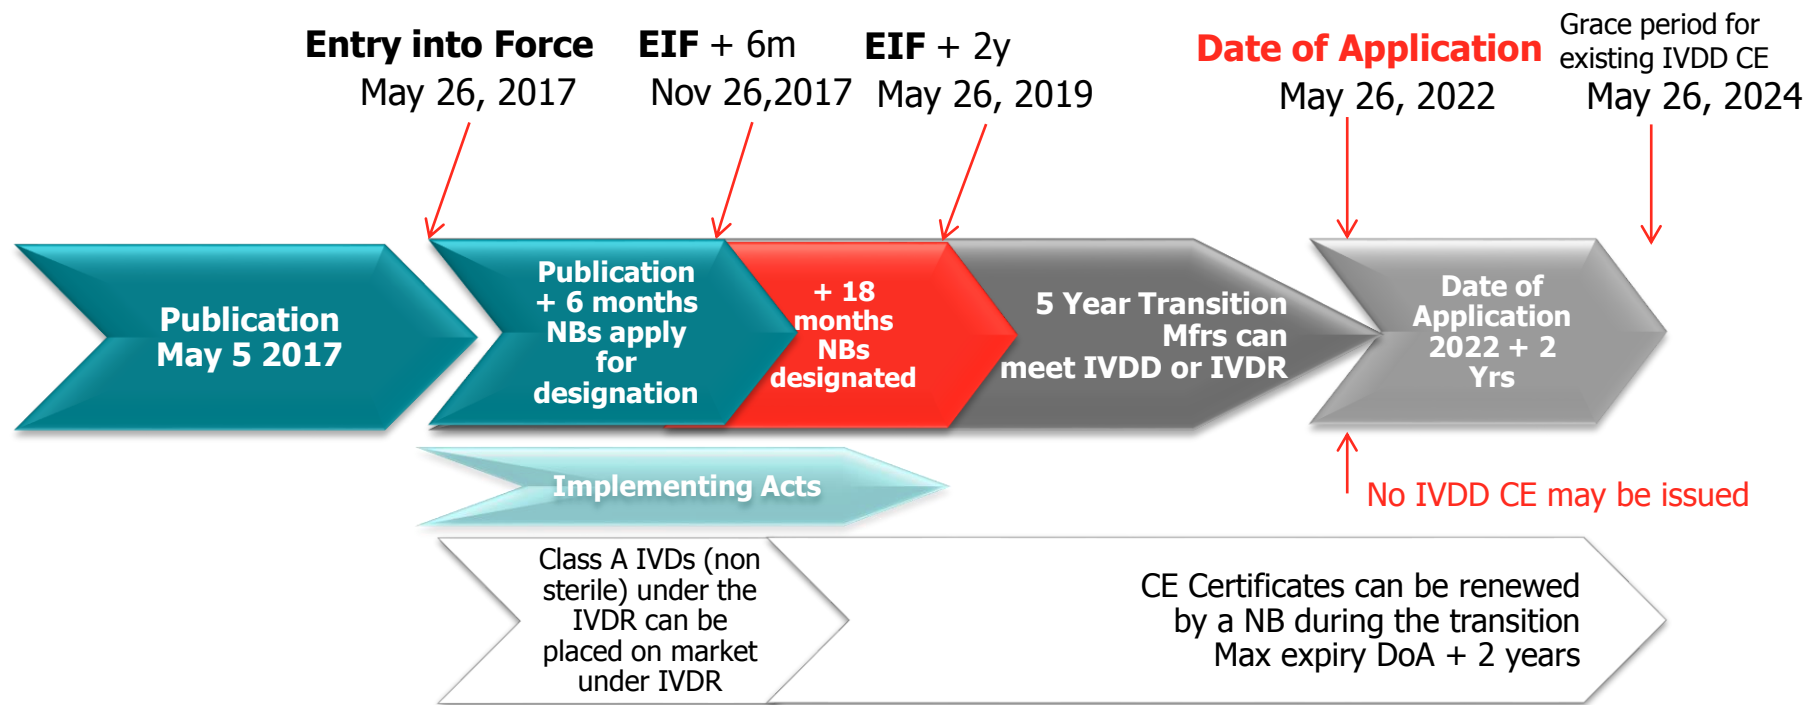 Entry into Force
May 26, 2017
EIF + 6m
Nov 26,2017
EIF + 2y
May 26, 2019
Date of Application
May 26, 2022
Grace period for
existing IVDD CE
May 26, 2024
Publication
May 5 2017
Publication
+ 6 months
NBs apply
for
designation
+ 18
months
NBs
designated
5 Year Transition
Mfrs can
meet IVDD or IVDR
Date of
Application
2022 + 2
Yrs
Implementing Acts
No IVDD CE may be issued
Class A IVDs (non
sterile) under the
IVDR can be
placed on market
under IVDR
CE Certificates can be renewed
by a NB during the transition
Max expiry DoA + 2 years